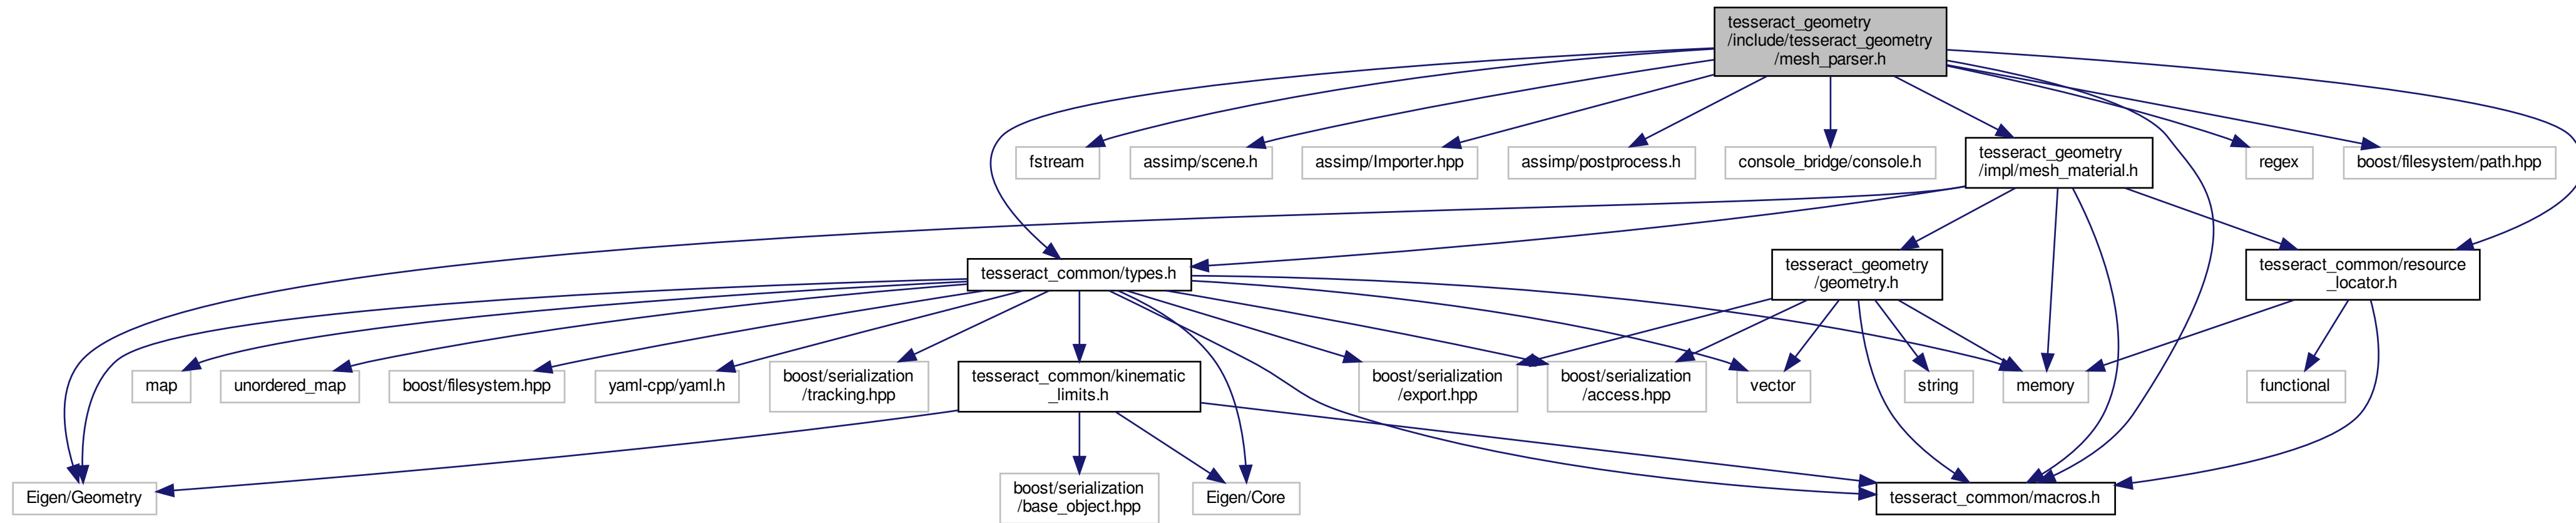 tesseract_geometry
/include/tesseract_geometry
/mesh_parser.h
fstream
assimp/scene.h
assimp/Importer.hpp
assimp/postprocess.h
console_bridge/console.h
tesseract_geometry
/impl/mesh_material.h
regex
boost/filesystem/path.hpp
tesseract_common/types.h
tesseract_geometry
/geometry.h
tesseract_common/resource
_locator.h
map
unordered_map
boost/filesystem.hpp
yaml-cpp/yaml.h
boost/serialization
/tracking.hpp
tesseract_common/kinematic
_limits.h
boost/serialization
/export.hpp
boost/serialization
/access.hpp
vector
string
memory
functional
Eigen/Geometry
boost/serialization
/base_object.hpp
Eigen/Core
tesseract_common/macros.h